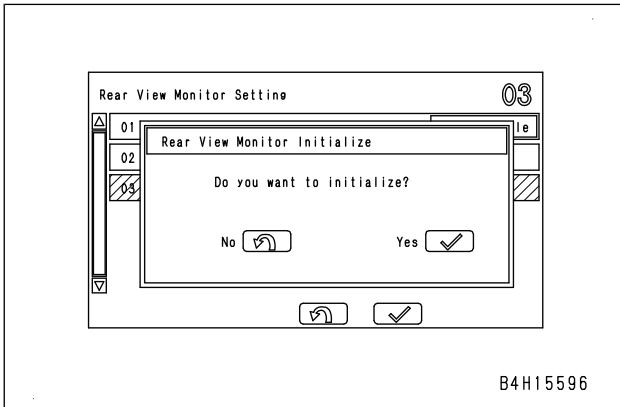 Rear View Monitor Setting 03
01 le
Rear View Monitor Initialize
02
Do you want to initialize?
03
No Yes
B4H15596